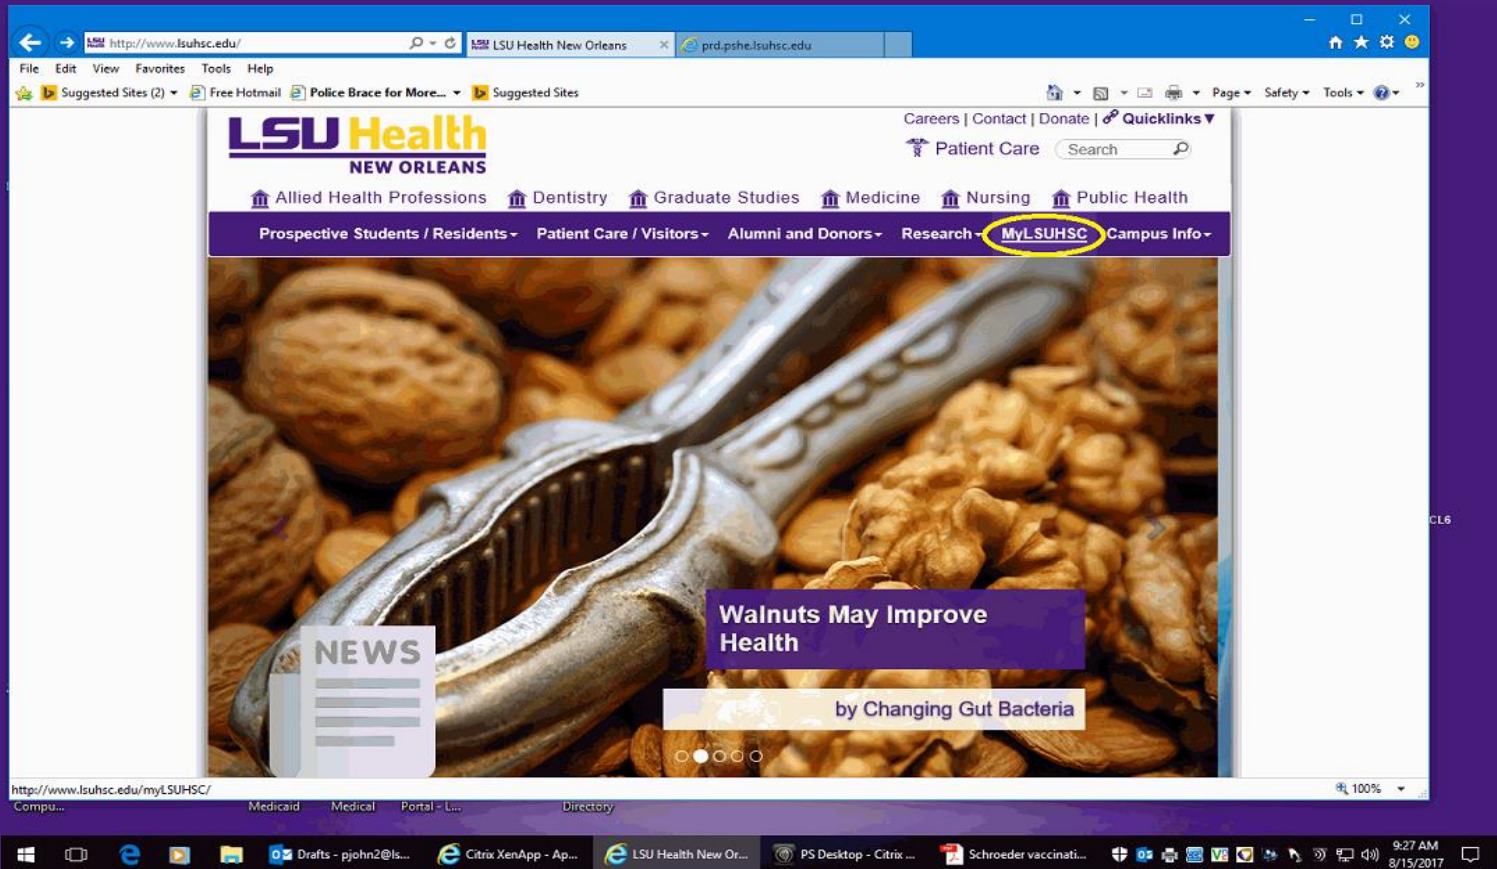 http://www.lsuhsc.edu/
LSU Health New Orleans
prd.pshe.lsuhsc.edu
File Edit View Favorites Tools Help
Suggested Sites (2) Free Hotmail Police Brace for More... Suggested Sites
Page Safety Tools
Careers | Contact | Donate | Quicklinks▼
LSU Health
NEW ORLEANS
Patient Care Search
Allied Health Professions Dentistry Graduate Studies Medicine Nursing Public Health
Prospective Students / Residents Patient Care / Visitors Alumni and Donors Research MyLSUHSC Campus Info
CL6
Walnuts May Improve
Health
NEWS
by Changing Gut Bacteria
http://www.lsuhsc.edu/myLSUHSC/
100%
Compu... Medicaid Medical Portal - L... Directory
Drafts - pjohn2@ls... Citrix XenApp - Ap... LSU Health New Or... PS Desktop - Citrix ... Schroeder vaccinati...
9:27 AM
8/15/2017